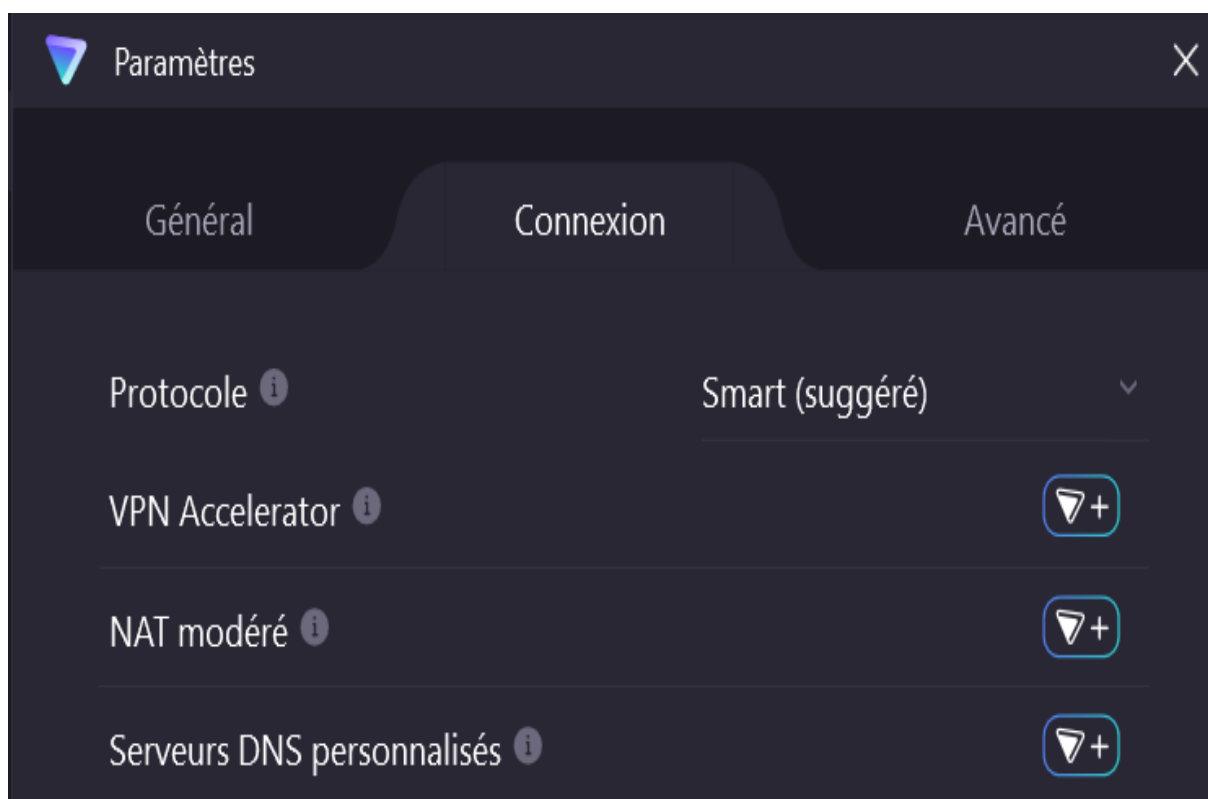 Paramètres
Général Connexion Avancé
Protocole Smart (suggéré)
VPN Accelerator
NAT modéré
Serveurs DNS personnalisés